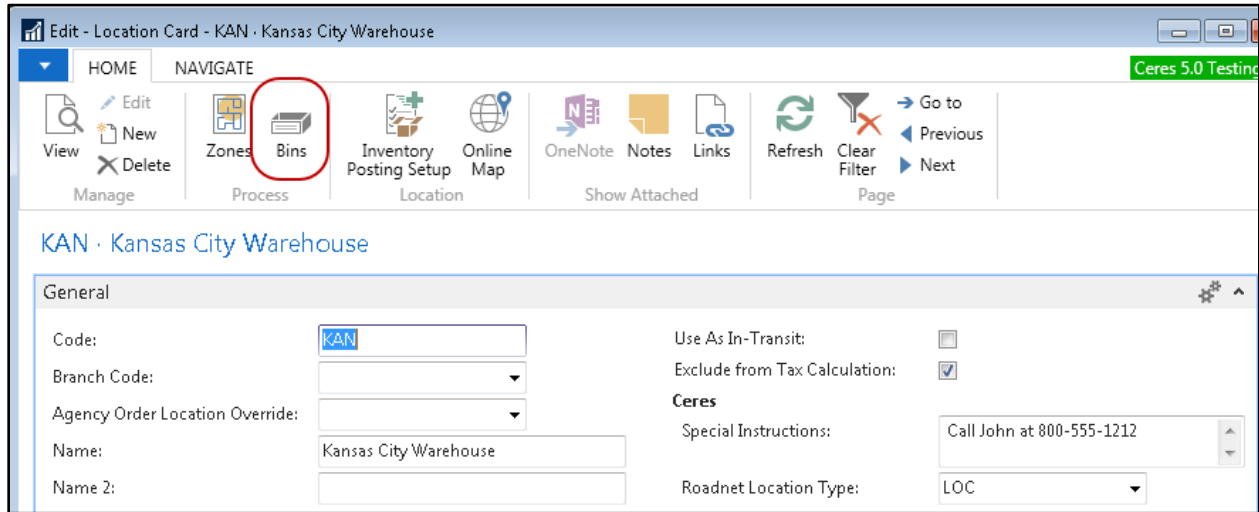 Edit - Location Card - KAN · Kansas City Warehouse
HOME NAVIGATE
Ceres 5.0 Testing
View
Edit
New
Delete
Manage
Zones
Bins
Process
Inventory
Posting Setup
Online
Map
Location
OneNote
Notes
Links
Show Attached
Refresh
Clear
Filter
Go to
Previous
Next
Page
KAN · Kansas City Warehouse
General
Code: KAN
Branch Code:
Agency Order Location Override:
Name: Kansas City Warehouse
Name 2:
Use As In-Transit:
Exclude from Tax Calculation:
Ceres
Special Instructions: Call John at 800-555-1212
Roadnet Location Type: LOC